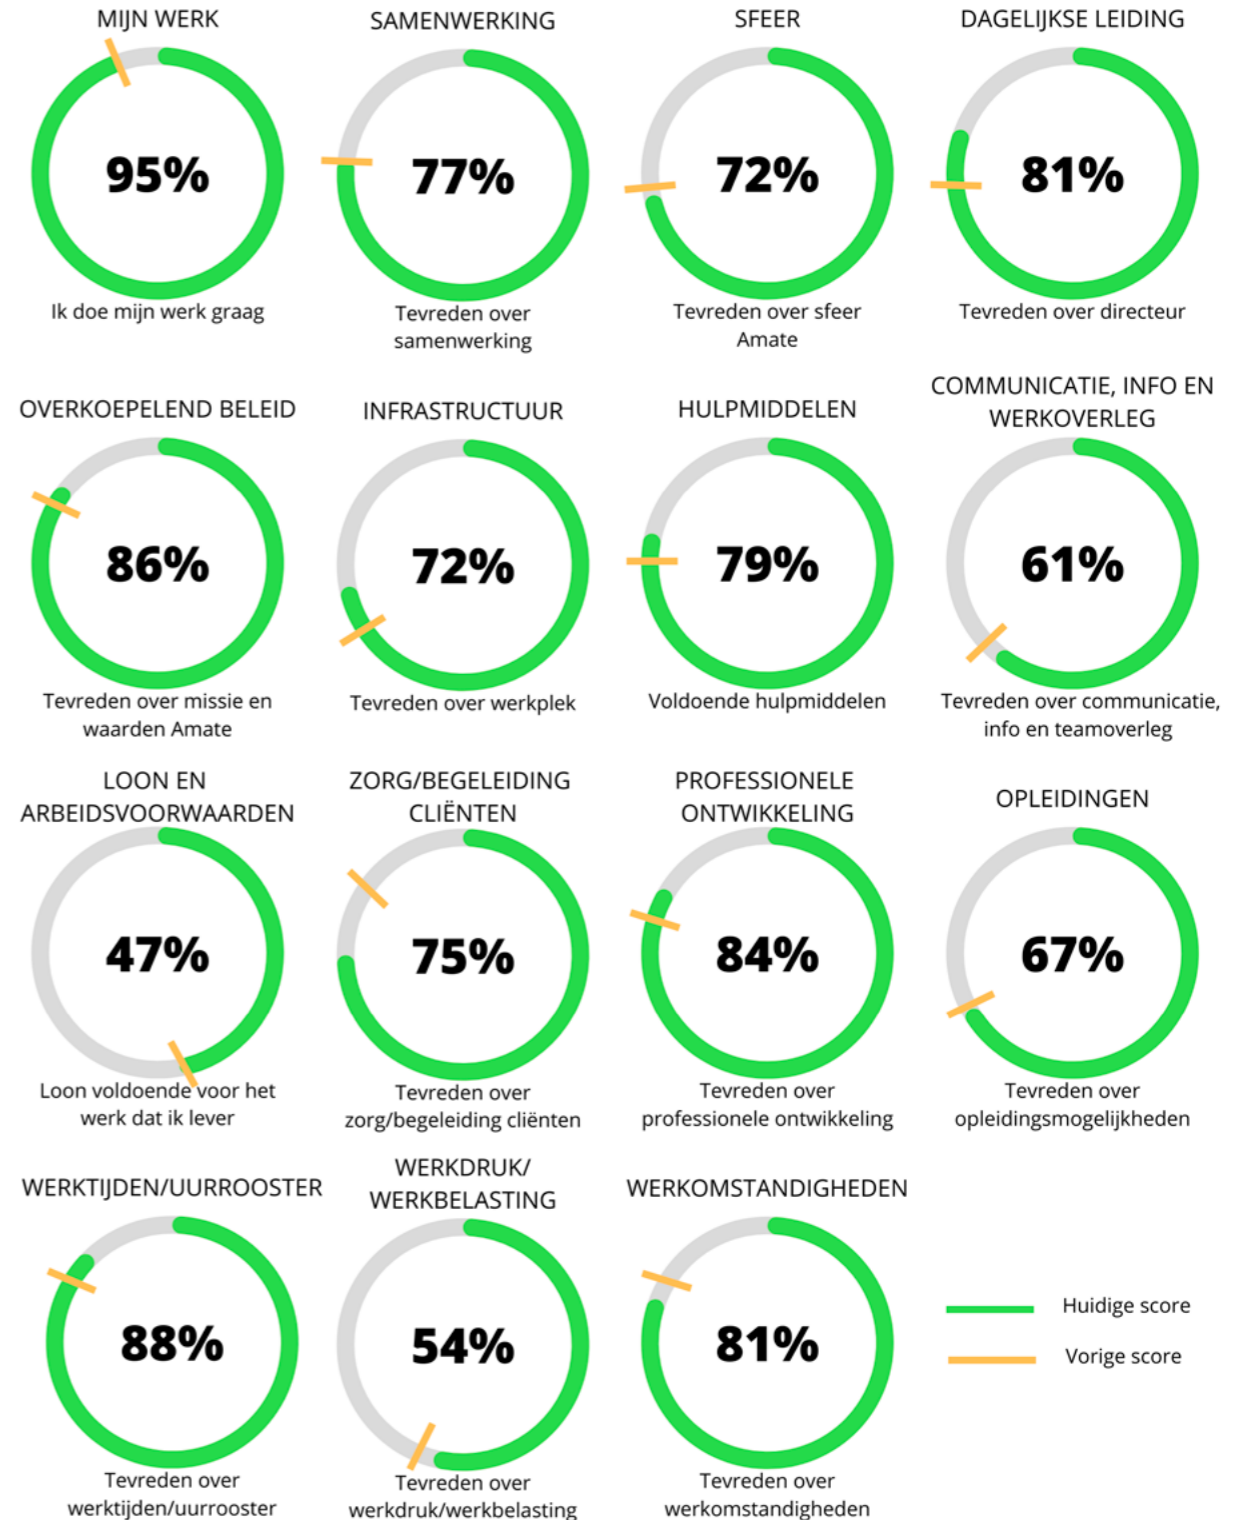 MIJN WERK
95%
Ik doe mijn werk graag
SAMENWERKING
77%
Tevreden over
samenwerking
SFEER
72%
Tevreden over sfeer
Amate
DAGELIJKSE LEIDING
81%
Tevreden over directeur
OVERKOEPELEND BELEID
86%
Tevreden over missie en
waarden Amate
INFRASTRUCTUUR
72%
Tevreden over werkplek
HULPMIDDELEN
79%
Voldoende hulpmiddelen
COMMUNICATIE, INFO EN
WERKOVERLEG
61%
Tevreden over communicatie,
info en teamoverleg
LOON EN
ARBEIDSVOORWAARDEN
47%
Loon voldoende voor het
werk dat ik lever
ZORG/BEGELEIDING
CLIËNTEN
75%
Tevreden over
zorg/begeleiding cliënten
PROFESSIONELE
ONTWIKKELING
84%
Tevreden over
professionele ontwikkeling
OPLEIDINGEN
67%
Tevreden over
opleidingsmogelijkheden
WERKTIJDEN/UURROOSTER
88%
Tevreden over
werktijden/uurrooster
WERKDRUK/
WERKBELASTING
54%
Tevreden over
werkdruk/werkbelasting
WERKOMSTANDIGHEDEN
81%
Tevreden over
werkomstandigheden
Huidige score
Vorige score